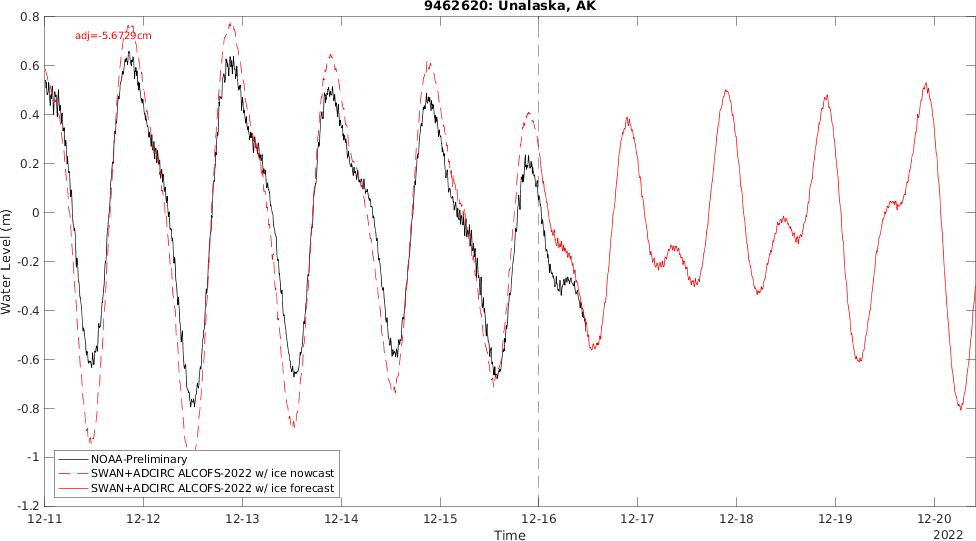 9462620: Unalaska, AK
adj=-5.6729cm
Water Level (m)
0.8
0.6
0.4
0.2
0
-0.2
-0.4
-0.6
-0.8
-1
-1.2
NOAA-Preliminary
SWAN+ADCIRC ALCOFS-2022 w/ ice nowcast
SWAN+ADCIRC ALCOFS-2022 w/ ice forecast
12-11 12-12 12-13 12-14 12-15 12-16 12-17 12-18 12-19 12-20
Time
2022